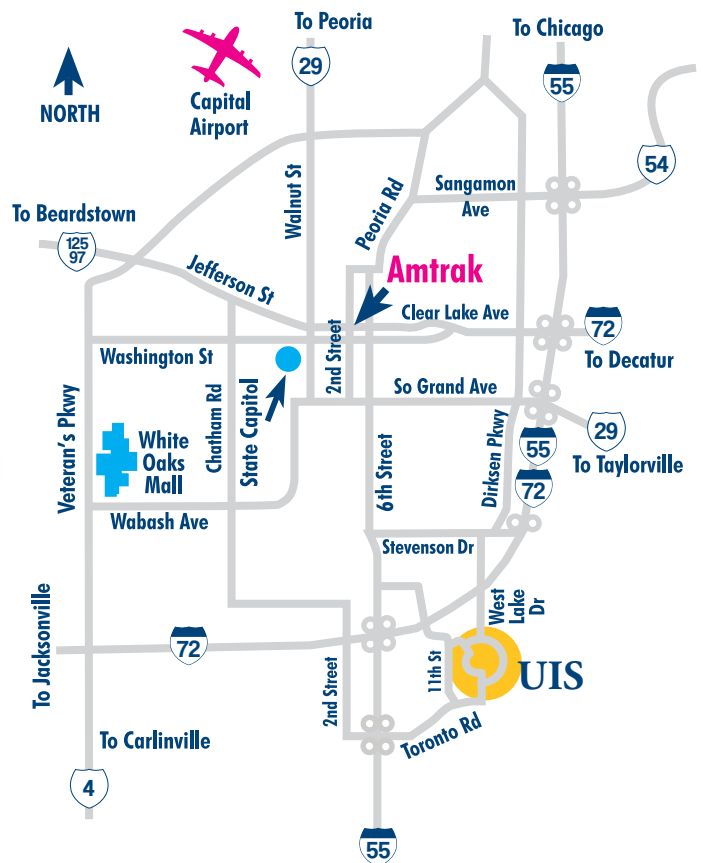 To Peoria
To Chicago
29
55
NORTH
Capital
Airport
54
Walnut St
Peoria Rd
Sangamon
Ave
To Beardstown
125
97
Jefferson St
Amtrak
Clear Lake Ave
72
To Decatur
Washington St
2nd Street
So Grand Ave
Veteran's Pkwy
White
Oaks
Mall
Chatham Rd
State Capitol
6th Street
Dirksen Pkwy
55
29
To Taylorville
72
Wabash Ave
Stevenson Dr
West
Lake
Dr
To Jacksonville
72
2nd Street
11th St
UIS
Toronto Rd
To Carlinville
4
55